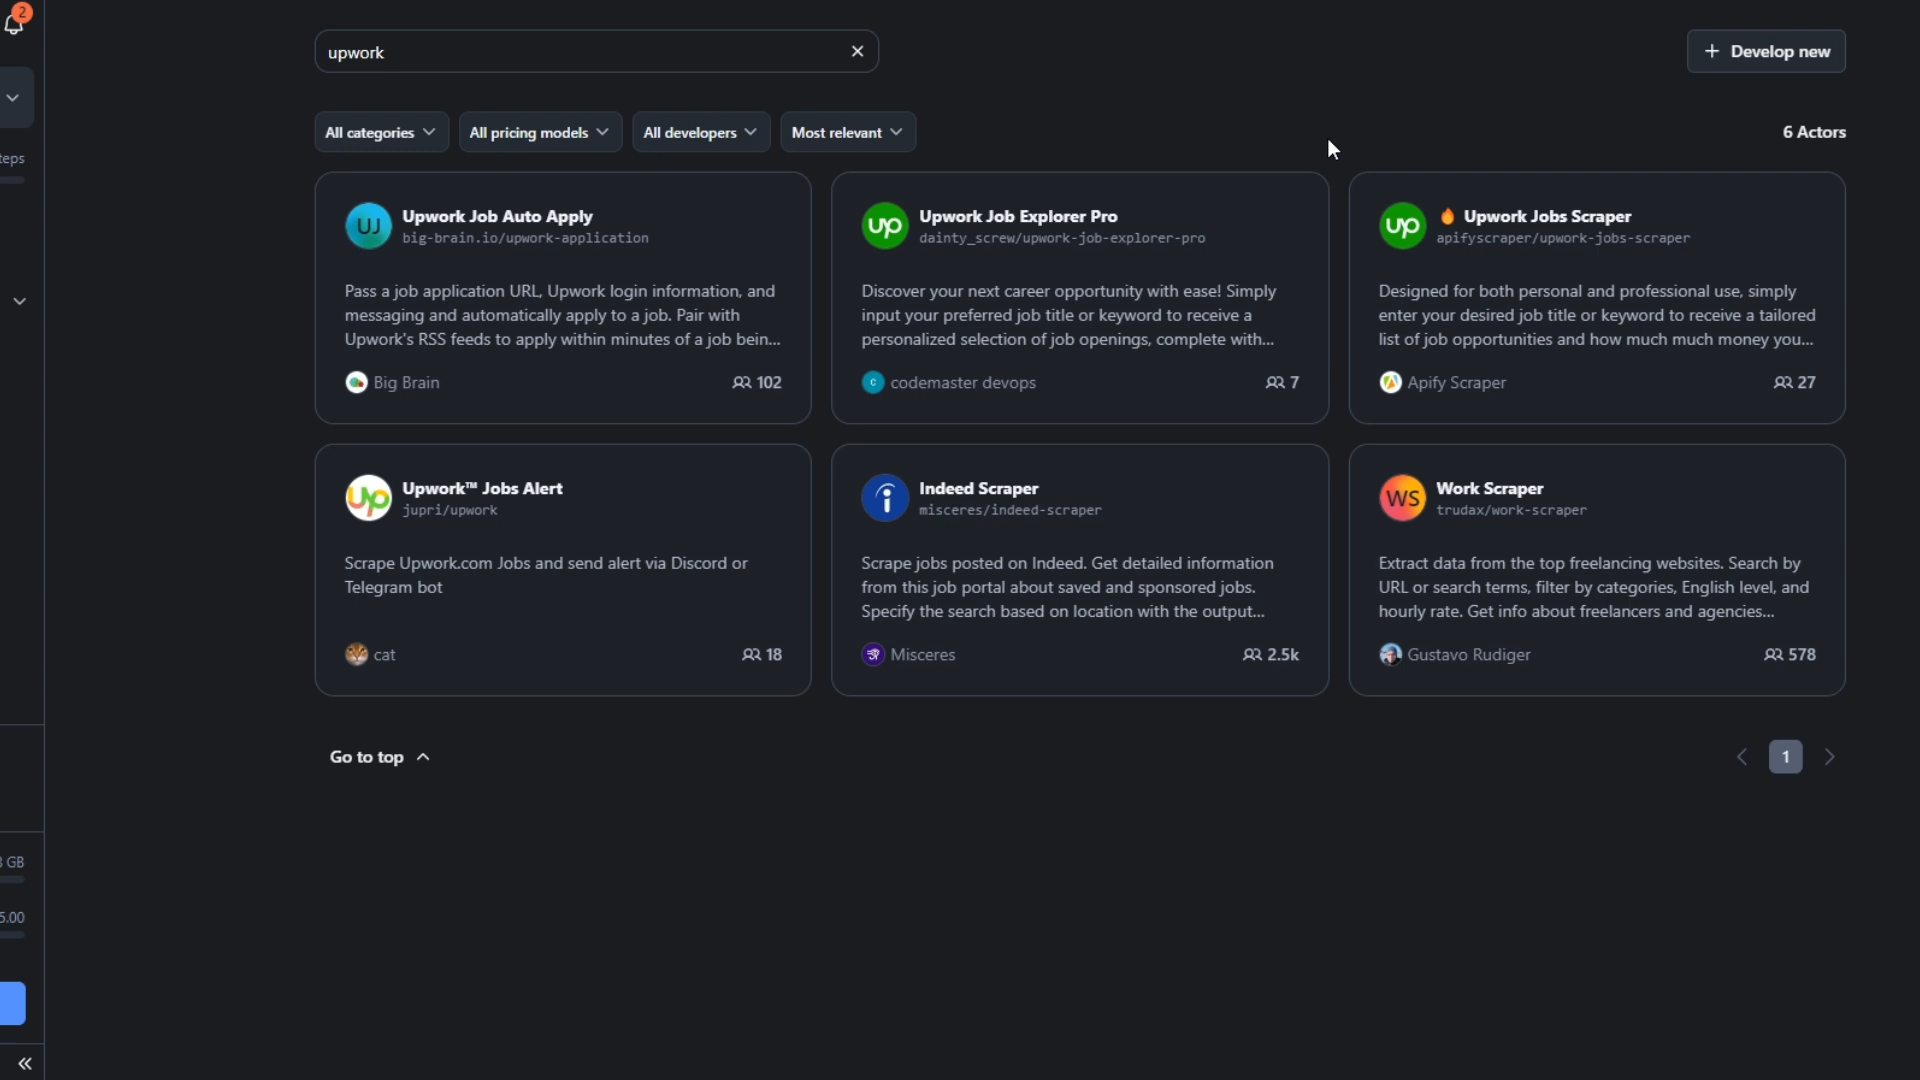 2
upwork
Develop new
All categories
All pricing models
All developers
Most relevant
6 Actors
teps
UJ
Upwork Job Auto Apply
big-brain.io/upwork-application
Pass a job application URL, Upwork login information, and
messaging and automatically apply to a job. Pair with
Upwork's RSS feeds to apply within minutes of a job bein...
Big Brain
102
up
Upwork Job Explorer Pro
dainty_screw/upwork-job-explorer-pro
Discover your next career opportunity with ease! Simply
input your preferred job title or keyword to receive a
personalized selection of job openings, complete with...
c
codemaster devops
7
up
Upwork Jobs Scraper
apifyscraper/upwork-jobs-scraper
Designed for both personal and professional use, simply
enter your desired job title or keyword to receive a tailored
list of job opportunities and how much much money you...
Apify Scraper
27
Up
Upwork™ Jobs Alert
jupri/upwork
Scrape Upwork.com Jobs and send alert via Discord or
Telegram bot
cat
18
i
Indeed Scraper
misceres/indeed-scraper
Scrape jobs posted on Indeed. Get detailed information
from this job portal about saved and sponsored jobs.
Specify the search based on location with the output...
Misceres
2.5k
WS
Work Scraper
trudax/work-scraper
Extract data from the top freelancing websites. Search by
URL or search terms, filter by categories, English level, and
hourly rate. Get info about freelancers and agencies...
Gustavo Rudiger
578
Go to top
1
GB
5.00